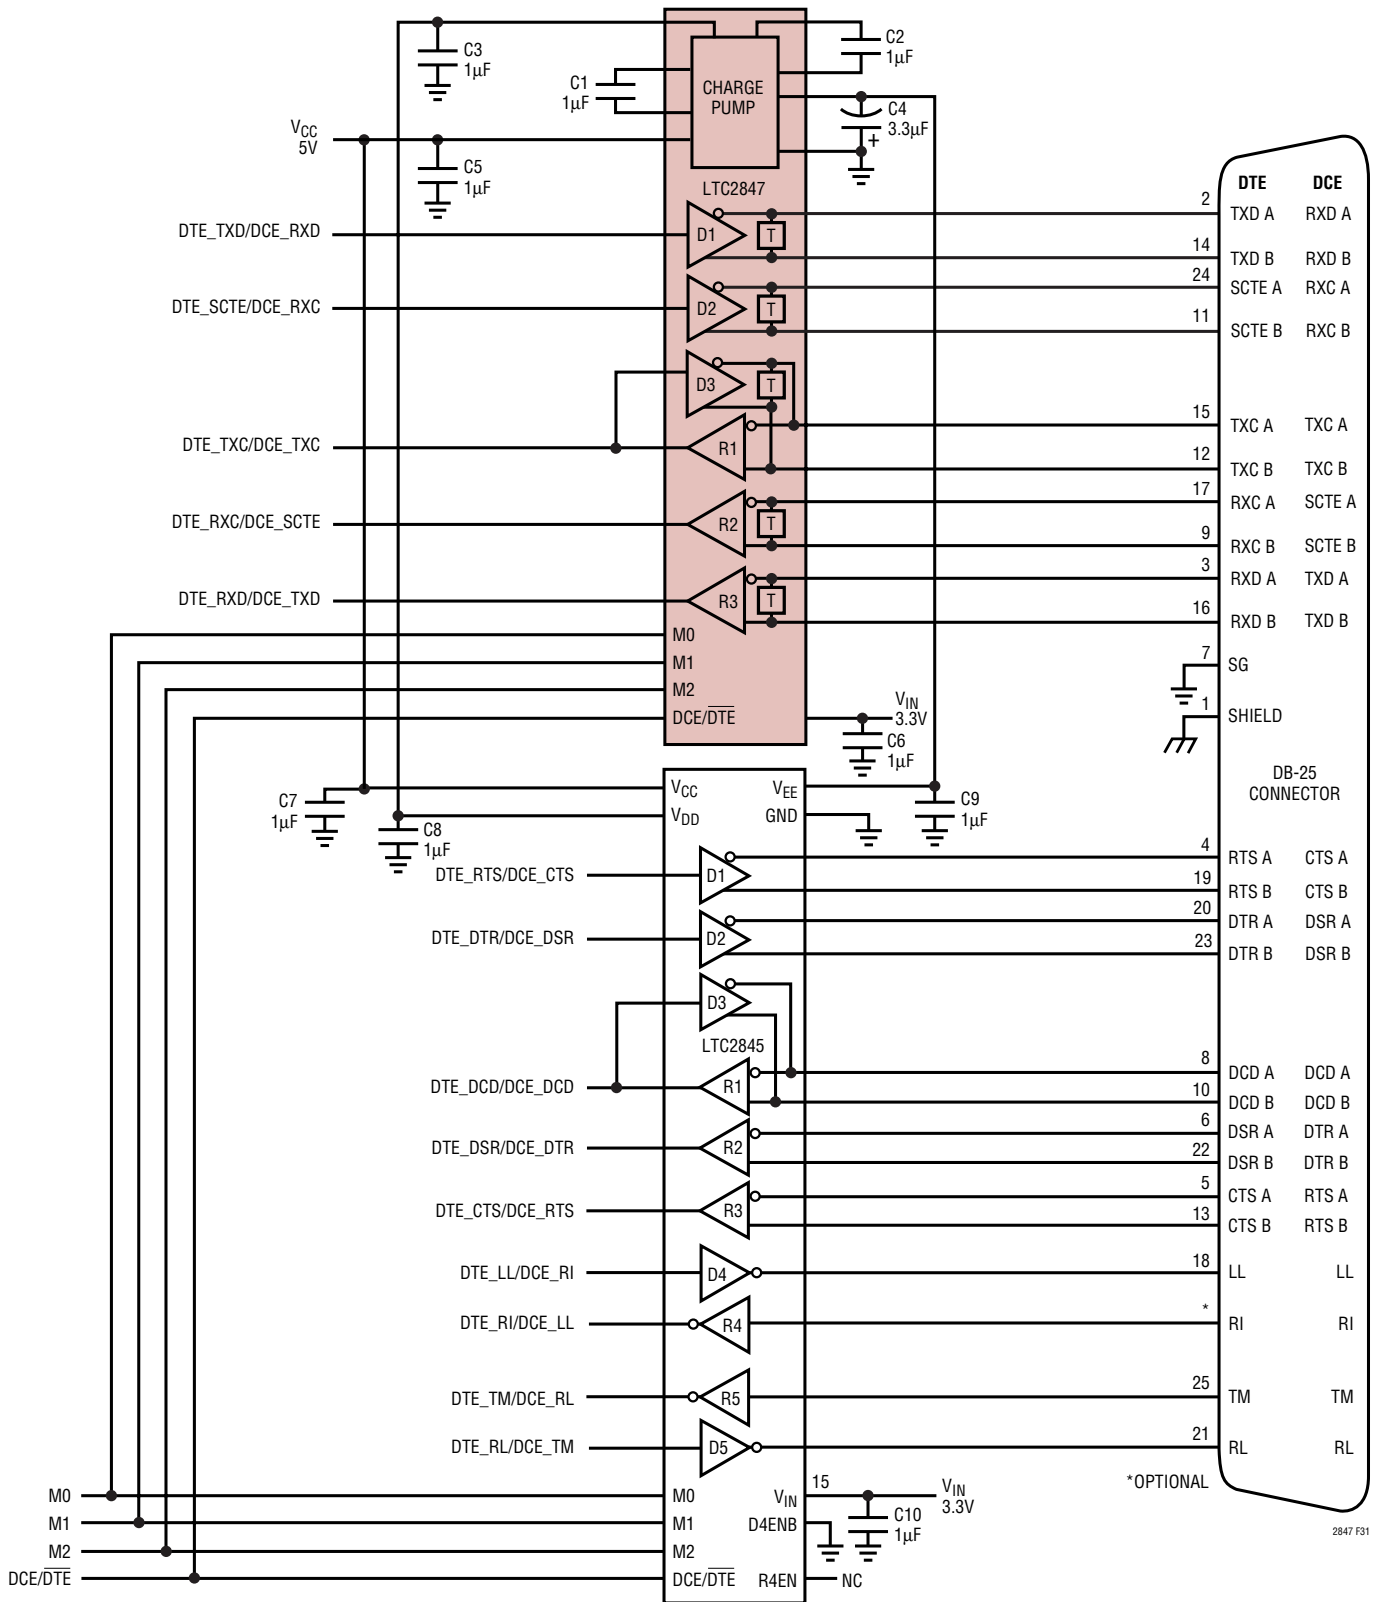 C3
1µF
C2
1µF
C1
1µF
CHARGE
PUMP
C4
3.3µF
+
VCC
5V
C5
1µF
LTC2847
DTE DCE
DTE_TXD/DCE_RXD
D1
T
2
TXD A RXD A
14
TXD B RXD B
DTE_SCTE/DCE_RXC
D2
T
24
SCTE A RXC A
11
SCTE B RXC B
D3
T
DTE_TXC/DCE_TXC
R1
15
TXC A TXC A
12
TXC B TXC B
DTE_RXC/DCE_SCTE
R2
T
17
RXC A SCTE A
9
RXC B SCTE B
DTE_RXD/DCE_TXD
R3
T
3
RXD A TXD A
16
RXD B TXD B
M0
M1
M2
DCE/DTE
7
SG
1
SHIELD
VIN
3.3V
C6
1µF
DB-25
CONNECTOR
C7
1µF
C8
1µF
VCC
VDD
VEE
GND
C9
1µF
DTE_RTS/DCE_CTS
D1
4
RTS A CTS A
19
RTS B CTS B
DTE_DTR/DCE_DSR
D2
20
DTR A DSR A
23
DTR B DSR B
D3
LTC2845
DTE_DCD/DCE_DCD
R1
8
DCD A DCD A
10
DCD B DCD B
DTE_DSR/DCE_DTR
R2
6
DSR A DTR A
22
DSR B DTR B
DTE_CTS/DCE_RTS
R3
5
CTS A RTS A
13
CTS B RTS B
DTE_LL/DCE_RI
D4
18
LL LL
DTE_RI/DCE_LL
R4
*
RI RI
DTE_TM/DCE_RL
R5
25
TM TM
DTE_RL/DCE_TM
D5
21
RL RL
*OPTIONAL
M0
M1
M2
DCE/DTE
M0
M1
M2
DCE/DTE
VIN
15
VIN
3.3V
D4ENB
C10
1µF
R4EN
NC
2847 F31